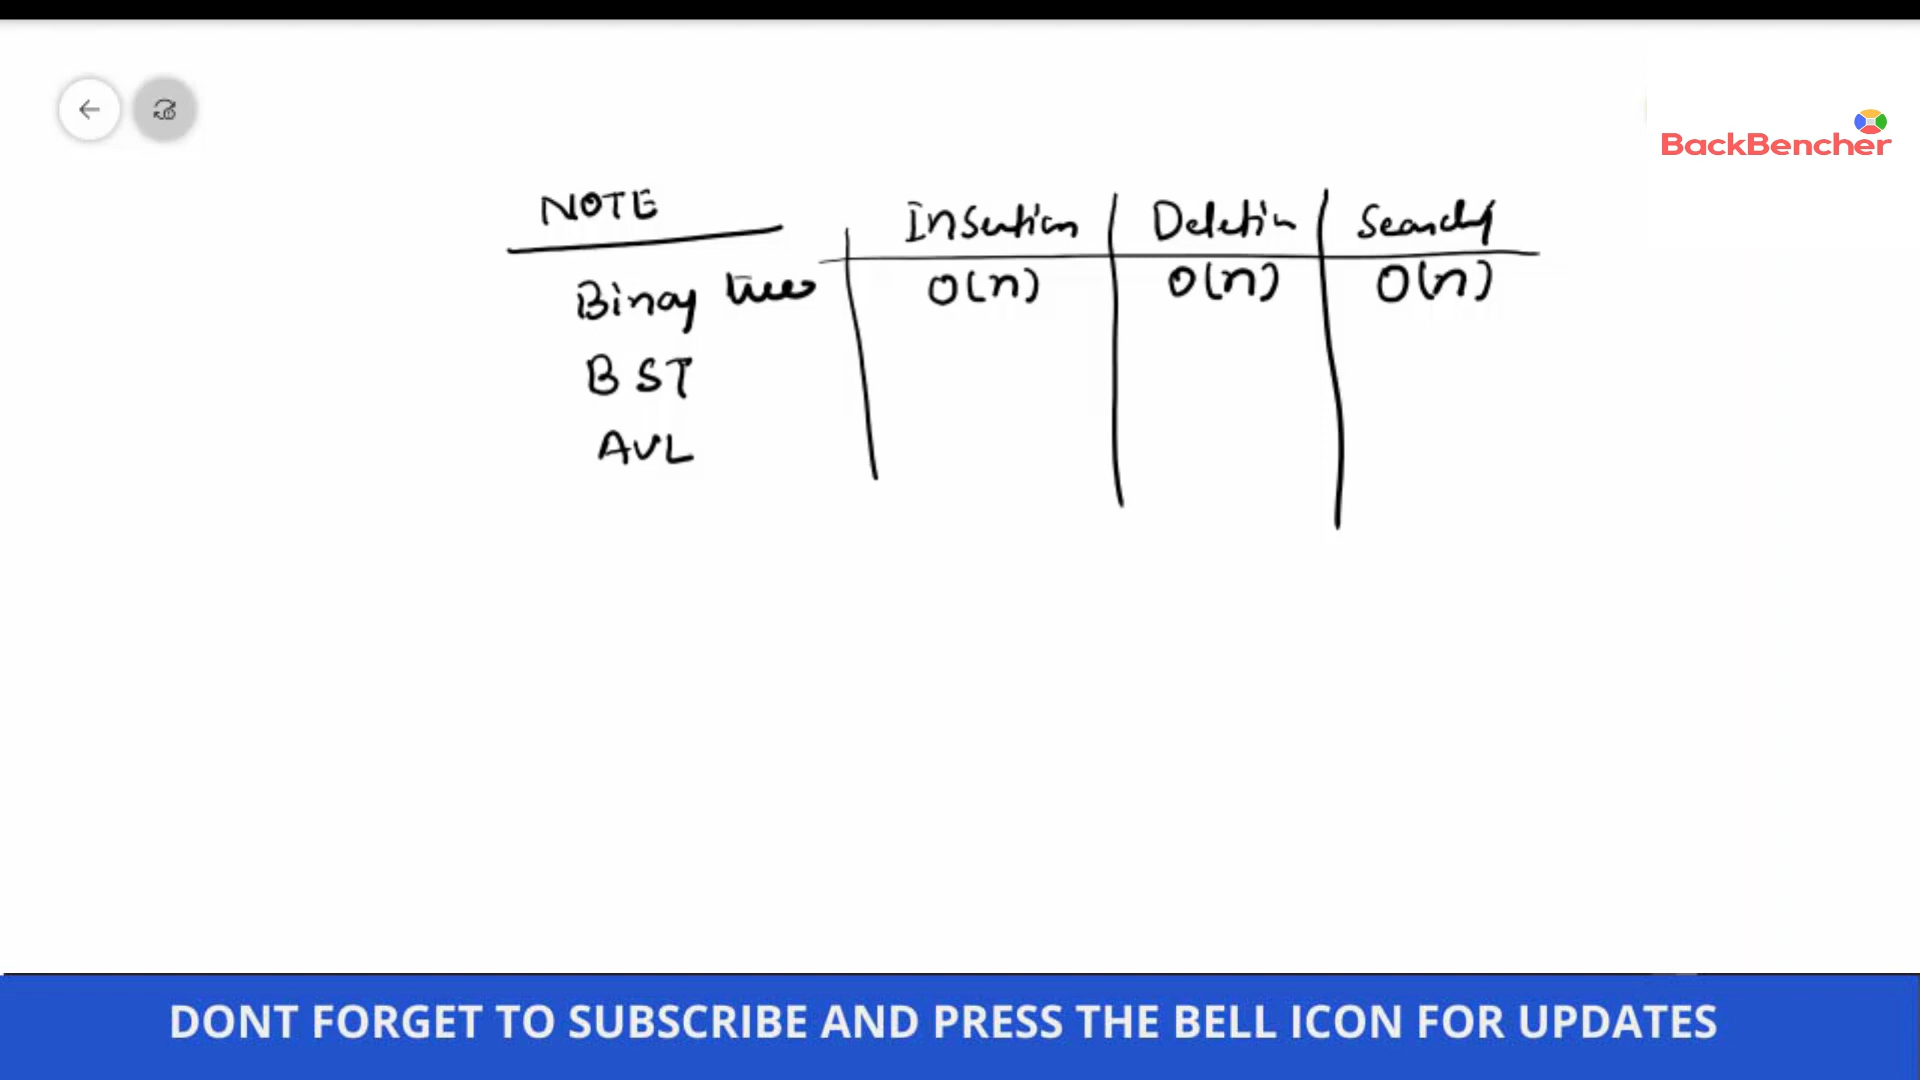 BackBencher
NOTE Insertion Deletion Search
Binary trees O(n) O(n) O(n)
BST
AVL
DONT FORGET TO SUBSCRIBE AND PRESS THE BELL ICON FOR UPDATES